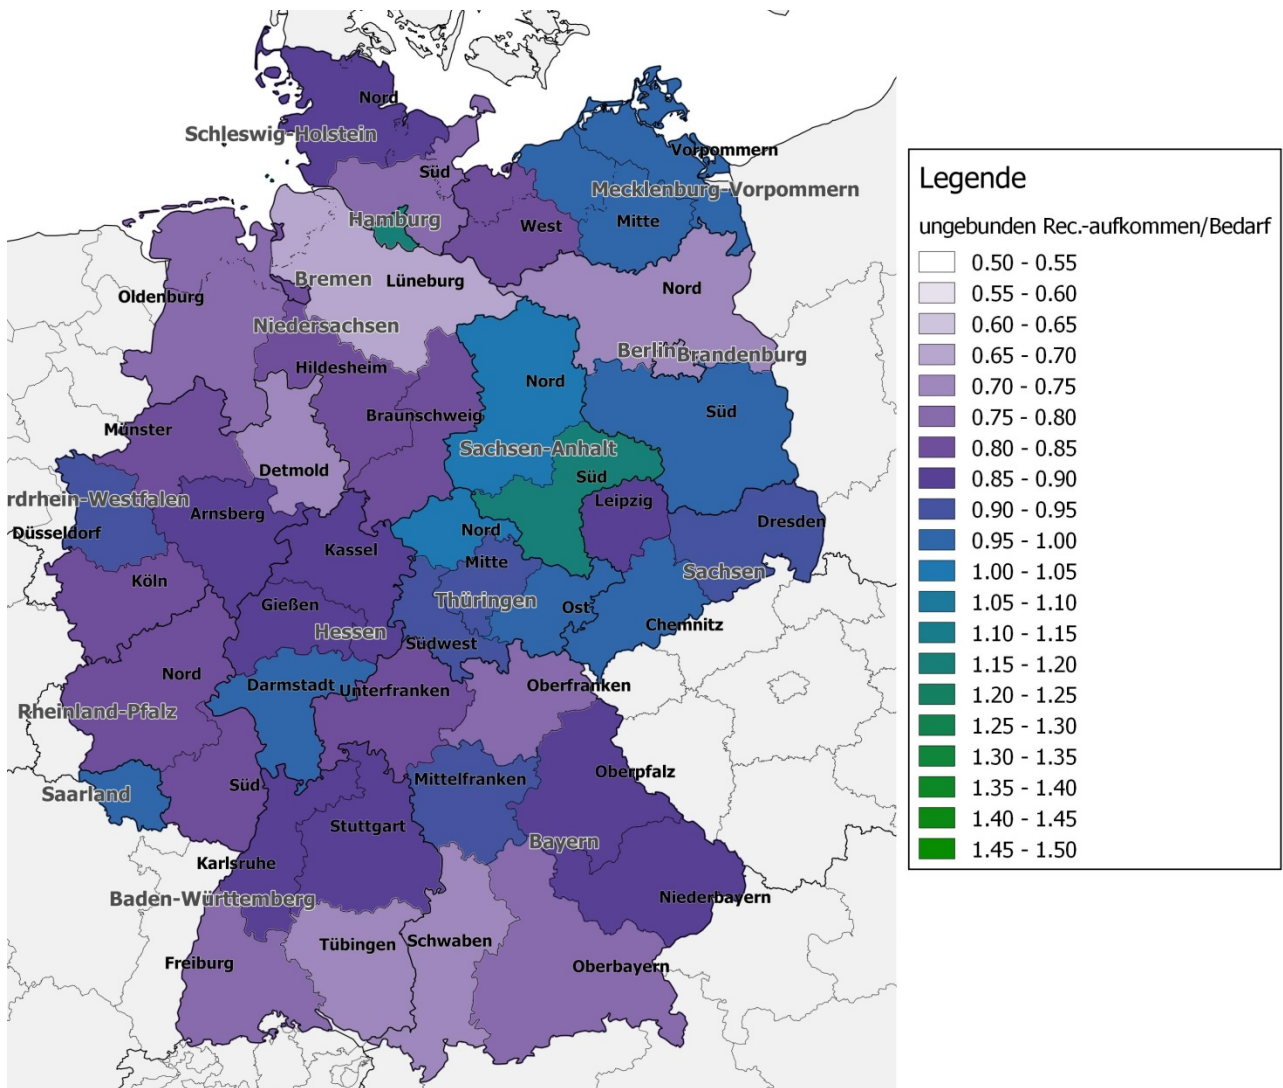 Nord
Schleswig-Holstein
Vorpommern
Süd
Mecklenburg-Vorpommern
Hamburg
West
Mitte
Bremen
Lüneburg
Nord
Oldenburg
Niedersachsen
Berlin
Brandenburg
Hildesheim
Nord
Braunschweig
Süd
Münster
Sachsen-Anhalt
Detmold
Süd
rdrhein-Westfalen
Leipzig
Arnsberg
Dresden
Düsseldorf
Nord
Kassel
Mitte
Sachsen
Köln
Thüringen
Gießen
Ost
Hessen
Chemnitz
Südwest
Nord
Darmstadt
Unterfranken
Oberfranken
Rheinland-Pfalz
Oberpfalz
Mittelfranken
Süd
Saarland
Stuttgart
Bayern
Karlsruhe
Baden-Württemberg
Niederbayern
Tübingen
Schwaben
Freiburg
Oberbayern
Legende
ungebunden Rec.-aufkommen/Bedarf
0.50 - 0.55
0.55 - 0.60
0.60 - 0.65
0.65 - 0.70
0.70 - 0.75
0.75 - 0.80
0.80 - 0.85
0.85 - 0.90
0.90 - 0.95
0.95 - 1.00
1.00 - 1.05
1.05 - 1.10
1.10 - 1.15
1.15 - 1.20
1.20 - 1.25
1.25 - 1.30
1.30 - 1.35
1.35 - 1.40
1.40 - 1.45
1.45 - 1.50